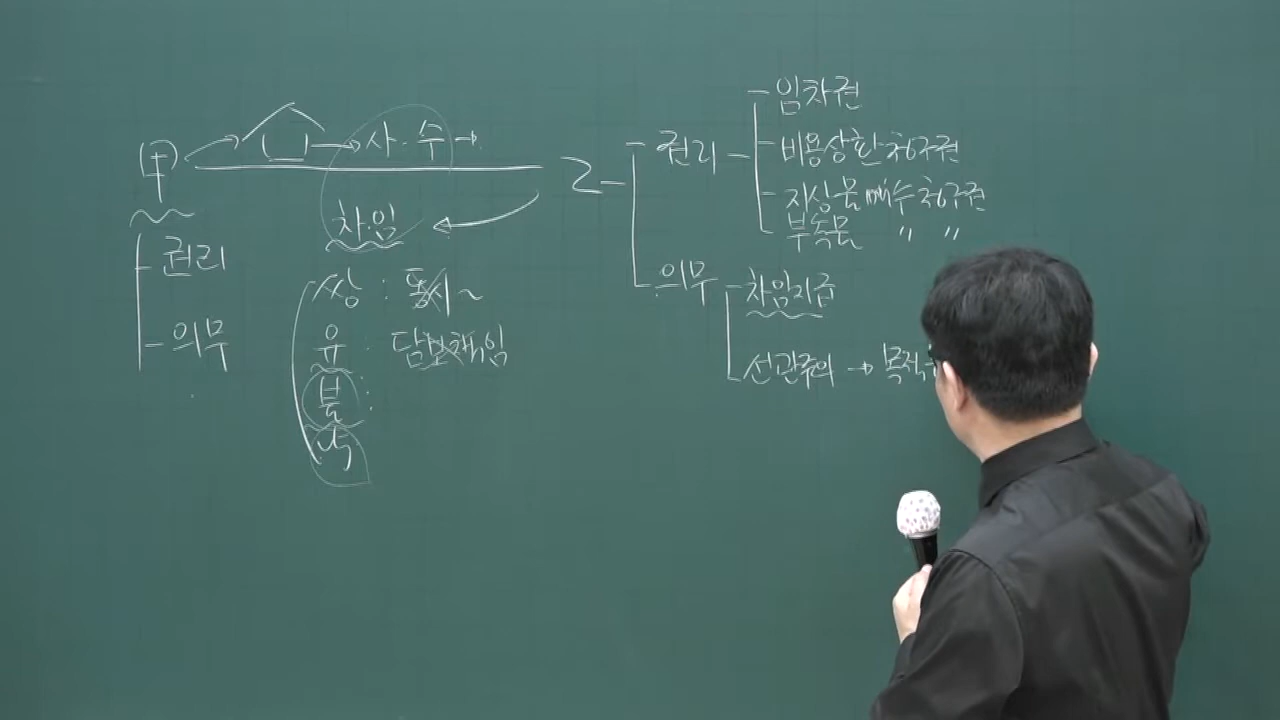 甲 사·수 乙
차임
권리
의무
쌍 : 동시~
유 : 담보책임
불 :
낙
권리
임차권
비용상환청구권
지상물매수청구권
부속물 〃 〃
의무
차임지급
선관주의 → 목적